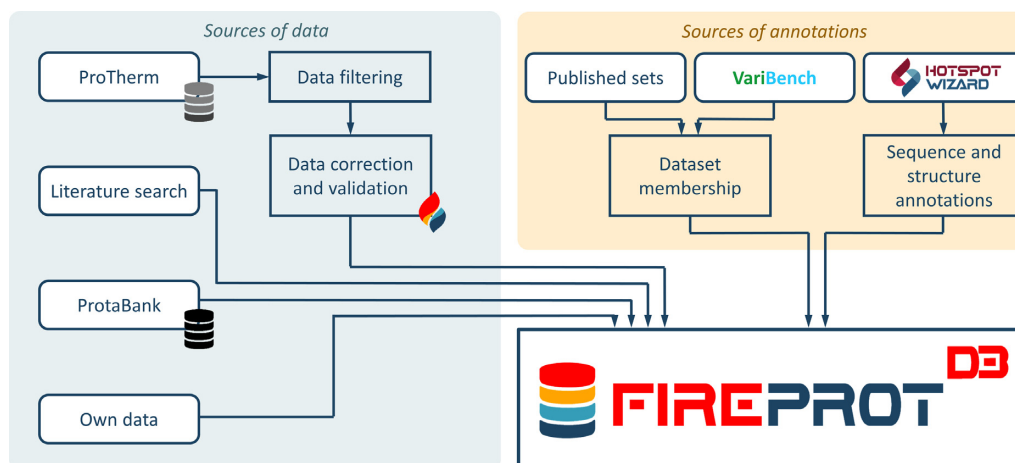 Sources of data
ProTherm
Data filtering
Data correction
and validation
Literature search
ProtaBank
Own data
Sources of annotations
Published sets
VariBench
HOTSPOT
WIZARD
Dataset
membership
Sequence and
structure
annotations
FIREPROT DB